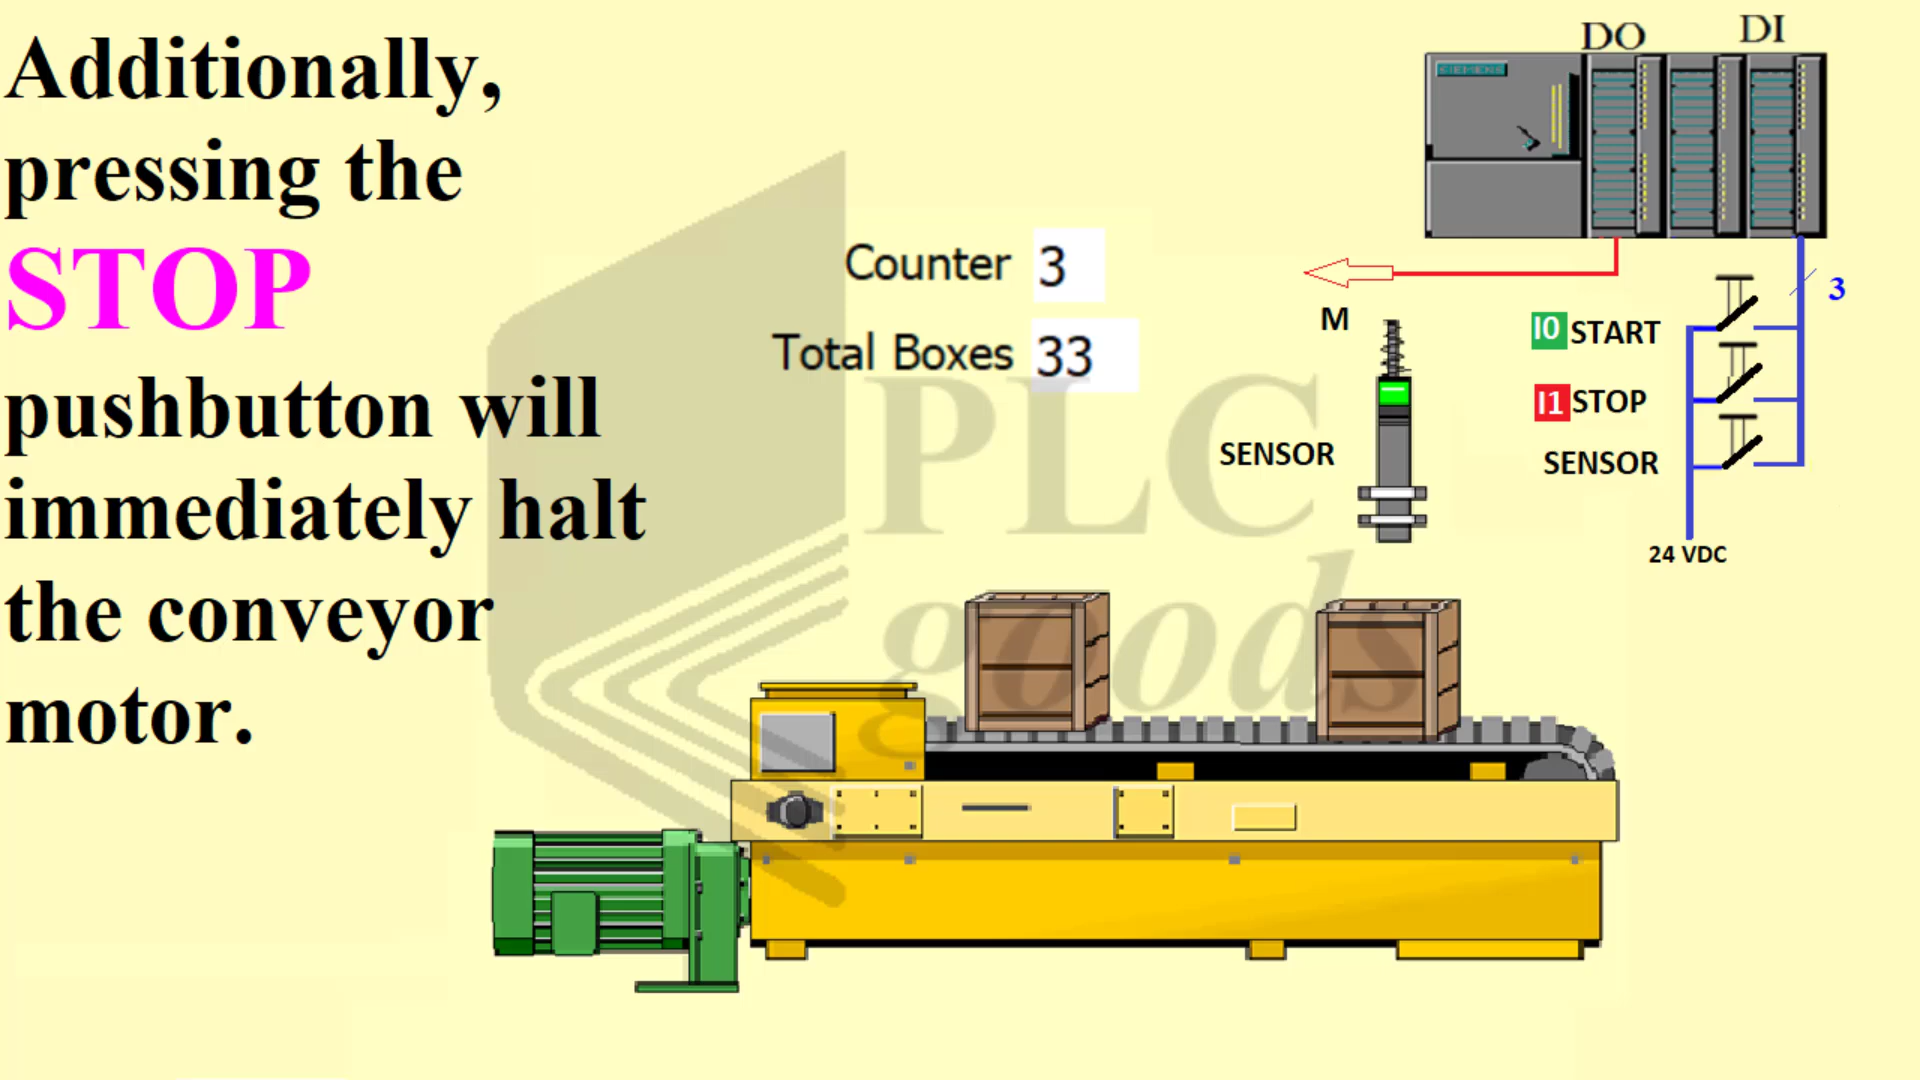 Additionally,
pressing the
STOP
pushbutton will
immediately halt
the conveyor
motor.
DO
DI
SIEMENS
Counter 3
Total Boxes 33
M
3
I0 START
I1 STOP
SENSOR
SENSOR
24 VDC
PLC
goods